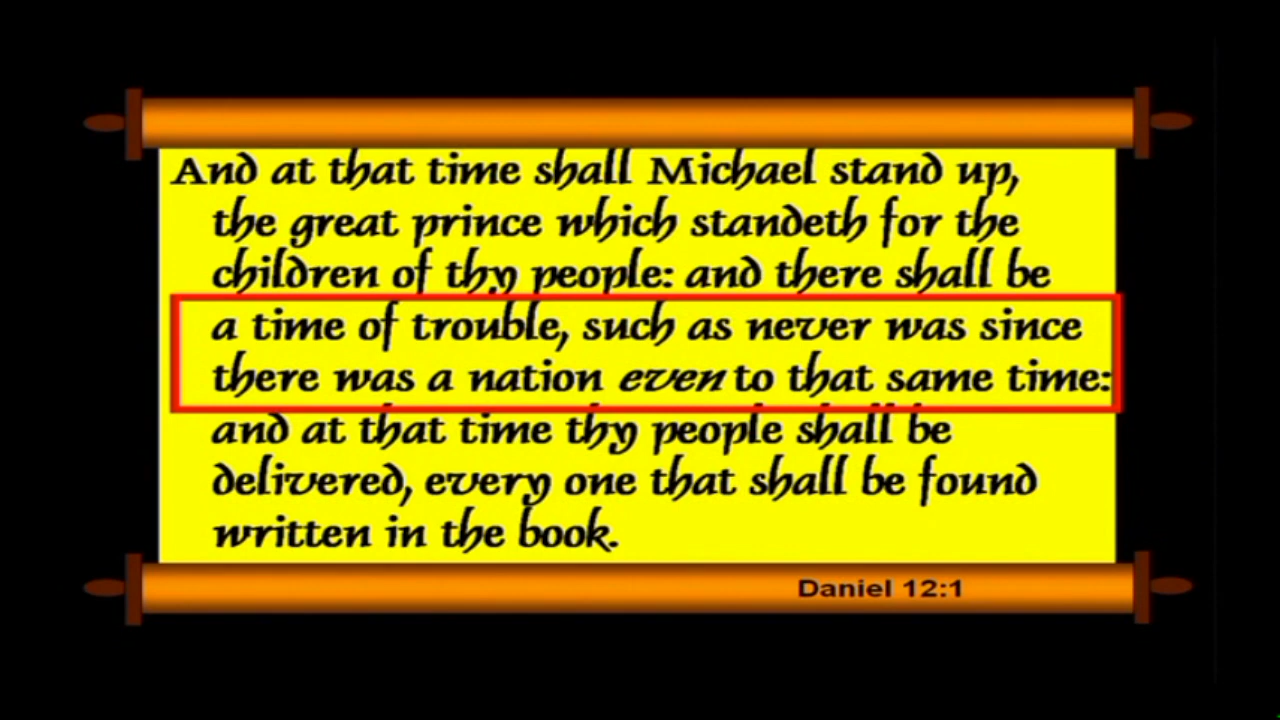 And at that time shall Michael stand up,
the great prince which standeth for the
children of thy people: and there shall be
a time of trouble, such as never was since
there was a nation even to that same time:
and at that time thy people shall be
delivered, every one that shall be found
written in the book.
Daniel 12:1